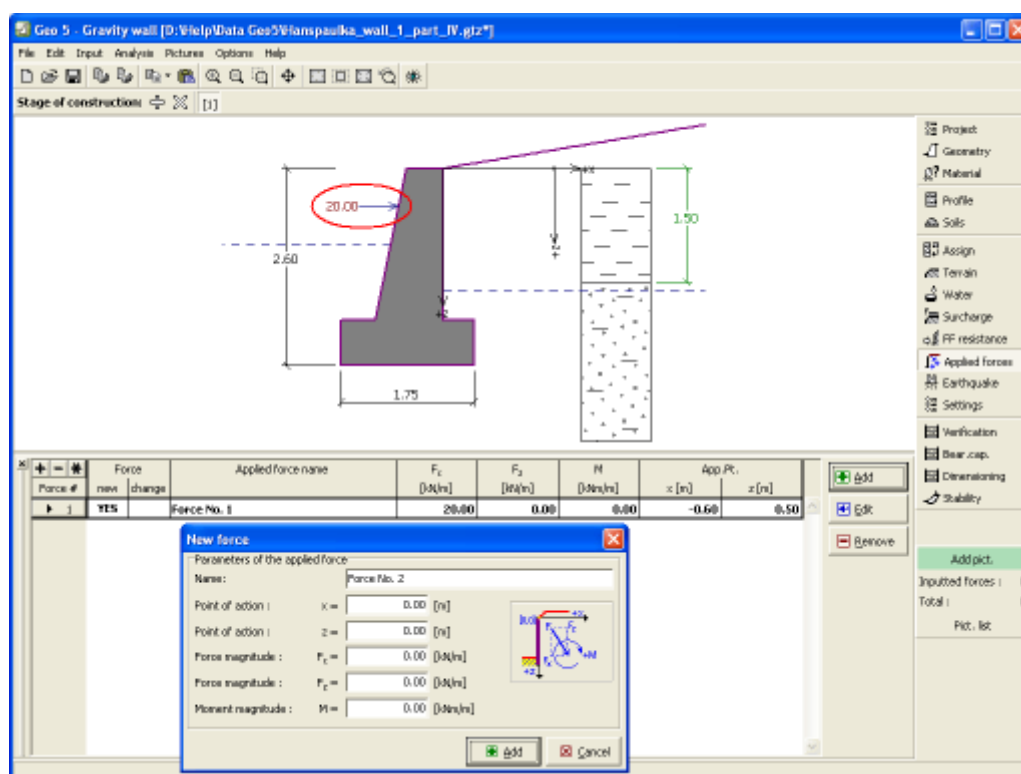 Geo 5 - Gravity wall [D:\Help\Data Geo5\Hanspaulka_wall_1_part_IV.gtz*]
File Edit Input Analysis Pictures Options Help
Stage of construction: [1]
+x
20.00
1.50
2.60
+z
+z
1.75
Project
Geometry
Material
Profile
Soils
Assign
Terrain
Water
Surcharge
FF resistance
Applied forces
Earthquake
Settings
Verification
Bear.cap.
Dimensioning
Stability
Add pict.
Inputted forces :
Total :
Pict. list
Force Applied force name Fx Fz M App.Pt.
Force # new change [kN/m] [kN/m] [kNm/m] x [m] z [m]
1 YES Force No. 1 20.00 0.00 0.00 -0.60 0.50
Add
Edit
Remove
New force
Parameters of the applied force
Name: Force No. 2
Point of action : x = 0.00 [m]
Point of action : z = 0.00 [m]
Force magnitude : 0.00 [kN/m]
Force magnitude : 0.00 [kN/m]
Moment magnitude : M = 0.00 [kNm/m]
[0,0] +x
+M
+z
Add Cancel